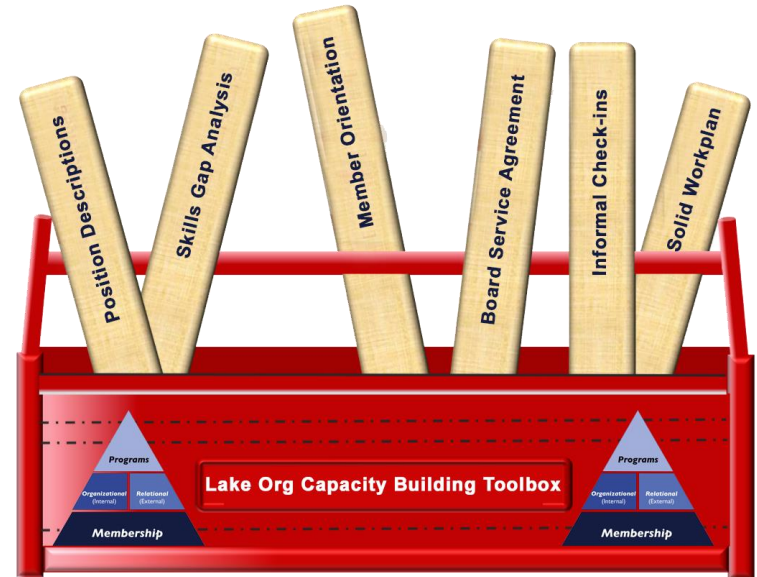 Position Descriptions
Skills Gap Analysis
Member Orientation
Board Service Agreement
Informal Check-ins
Solid Workplan
Programs
Organizational
(Internal)
Relational
(External)
Membership
Lake Org Capacity Building Toolbox
Programs
Organizational
(Internal)
Relational
(External)
Membership